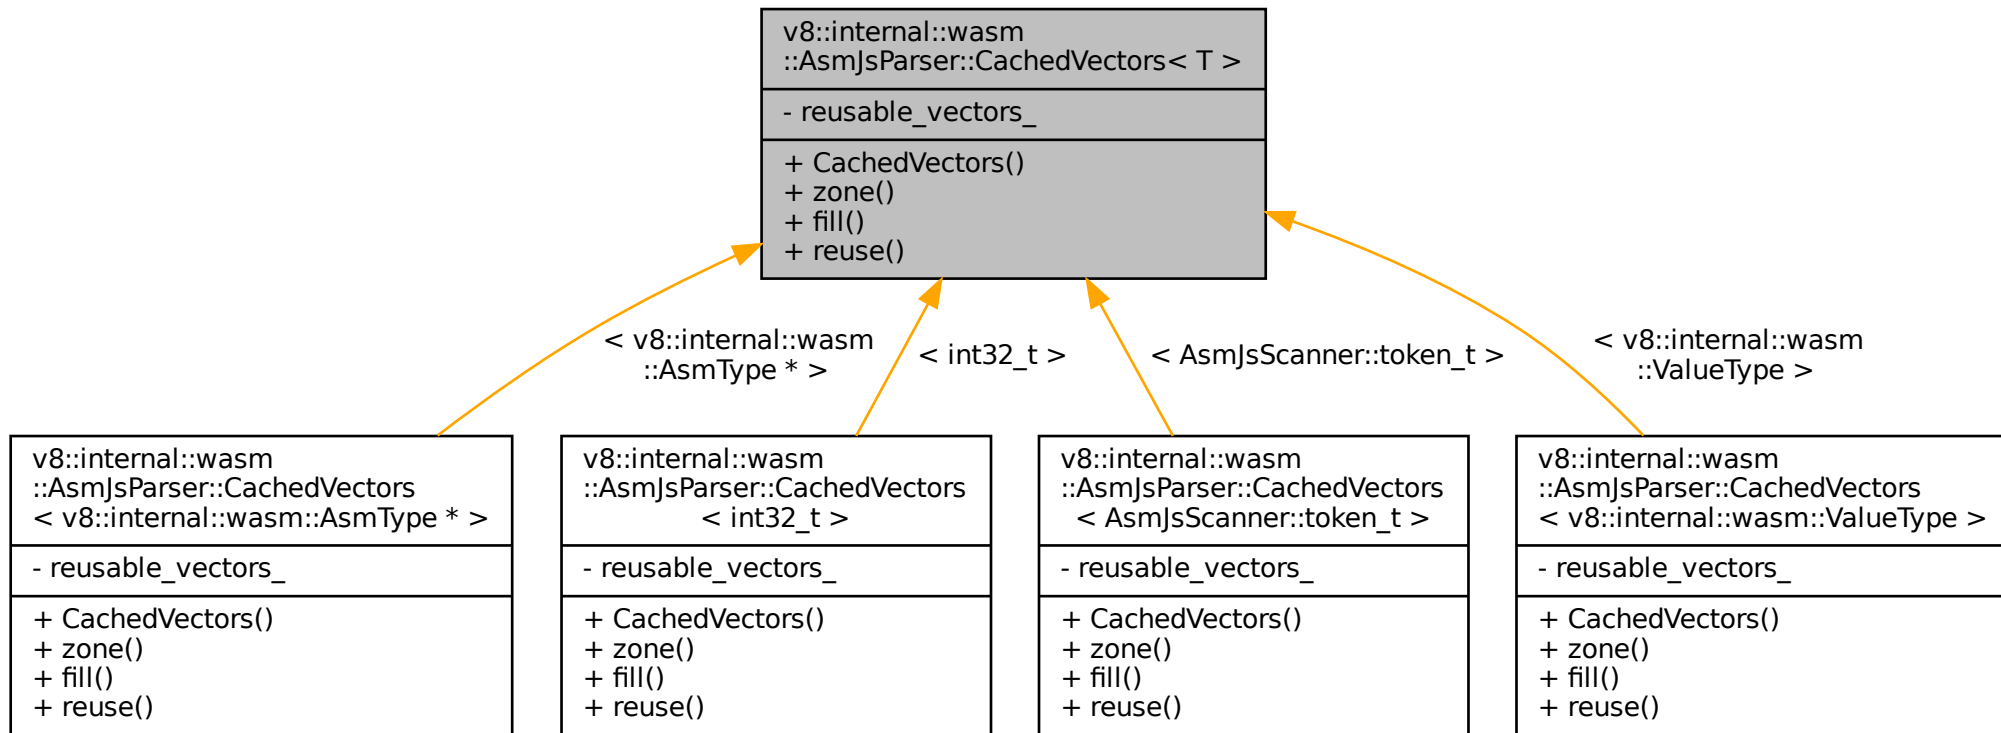 v8::internal::wasm
::AsmJsParser::CachedVectors< T >
- reusable_vectors_
+ CachedVectors()
+ zone()
+ fill()
+ reuse()
< v8::internal::wasm
::AsmType * >
< int32_t >
< AsmJsScanner::token_t >
< v8::internal::wasm
::ValueType >
v8::internal::wasm
::AsmJsParser::CachedVectors
< v8::internal::wasm::AsmType * >
- reusable_vectors_
+ CachedVectors()
+ zone()
+ fill()
+ reuse()
v8::internal::wasm
::AsmJsParser::CachedVectors
< int32_t >
- reusable_vectors_
+ CachedVectors()
+ zone()
+ fill()
+ reuse()
v8::internal::wasm
::AsmJsParser::CachedVectors
< AsmJsScanner::token_t >
- reusable_vectors_
+ CachedVectors()
+ zone()
+ fill()
+ reuse()
v8::internal::wasm
::AsmJsParser::CachedVectors
< v8::internal::wasm::ValueType >
- reusable_vectors_
+ CachedVectors()
+ zone()
+ fill()
+ reuse()